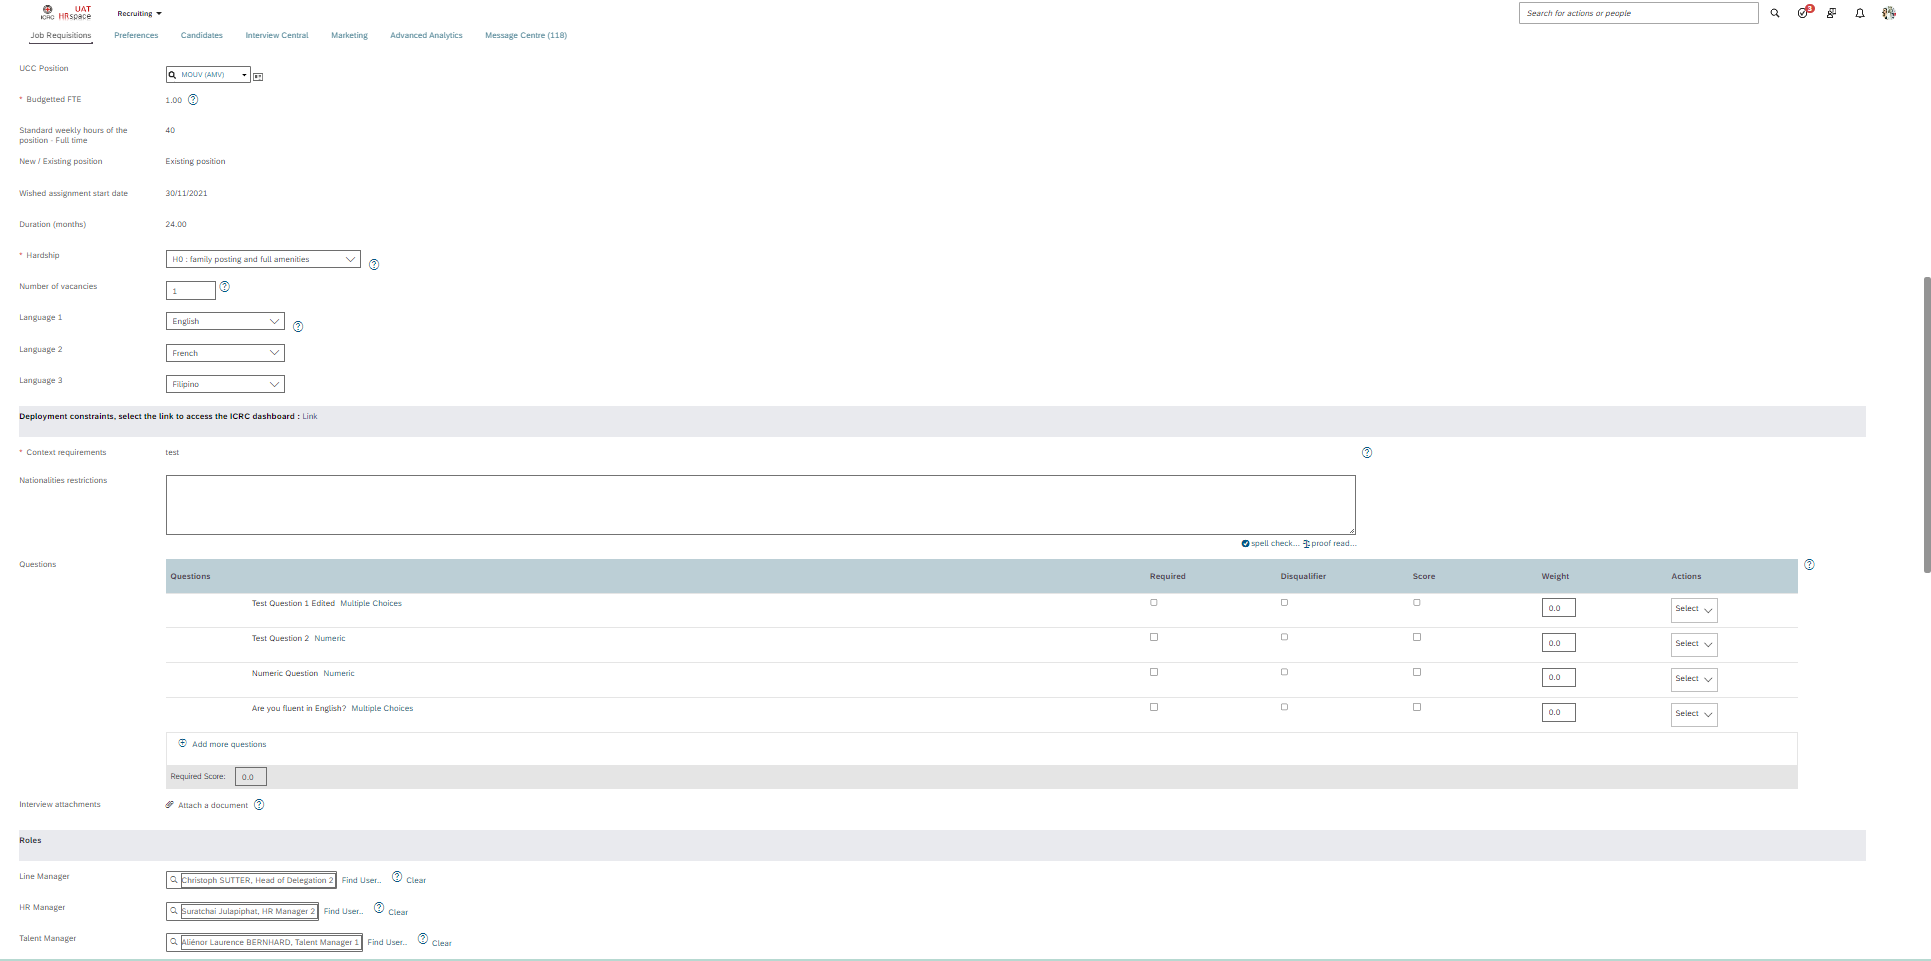 UAT
ICRC HRspace
Recruiting
Search for actions or people
3
Job Requisitions
Preferences
Candidates
Interview Central
Marketing
Advanced Analytics
Message Centre (118)
UCC Position
MOUV (AMV)
* Budgetted FTE
1.00
Standard weekly hours of the
position - Full time
40
New / Existing position
Existing position
Wished assignment start date
30/11/2021
Duration (months)
24.00
* Hardship
H0 : family posting and full amenities
Number of vacancies
1
Language 1
English
Language 2
French
Language 3
Filipino
Deployment constraints, select the link to access the ICRC dashboard : Link
* Context requirements
test
Nationalities restrictions
spell check... proof read...
Questions
Questions Required Disqualifier Score Weight Actions
Test Question 1 Edited Multiple Choices 0.0 Select
Test Question 2 Numeric 0.0 Select
Numeric Question Numeric 0.0 Select
Are you fluent in English? Multiple Choices 0.0 Select
Add more questions
Required Score: 0.0
Interview attachments
Attach a document
Roles
Line Manager
Christoph SUTTER, Head of Delegation 2 Find User.. Clear
HR Manager
Suratchai Julapiphat, HR Manager 2 Find User.. Clear
Talent Manager
Aliénor Laurence BERNHARD, Talent Manager 1 Find User.. Clear